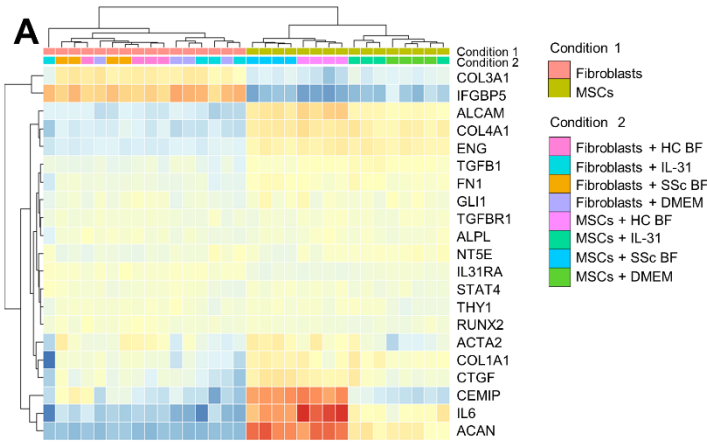 A
Condition 1
Condition 2
COL3A1
IFGBP5
ALCAM
COL4A1
ENG
TGFB1
FN1
GLI1
TGFBR1
ALPL
NT5E
IL31RA
STAT4
THY1
RUNX2
ACTA2
COL1A1
CTGF
CEMIP
IL6
ACAN
Condition 1
Fibroblasts
MSCs
Condition 2
Fibroblasts + HC BF
Fibroblasts + IL-31
Fibroblasts + SSc BF
Fibroblasts + DMEM
MSCs + HC BF
MSCs + IL-31
MSCs + SSc BF
MSCs + DMEM